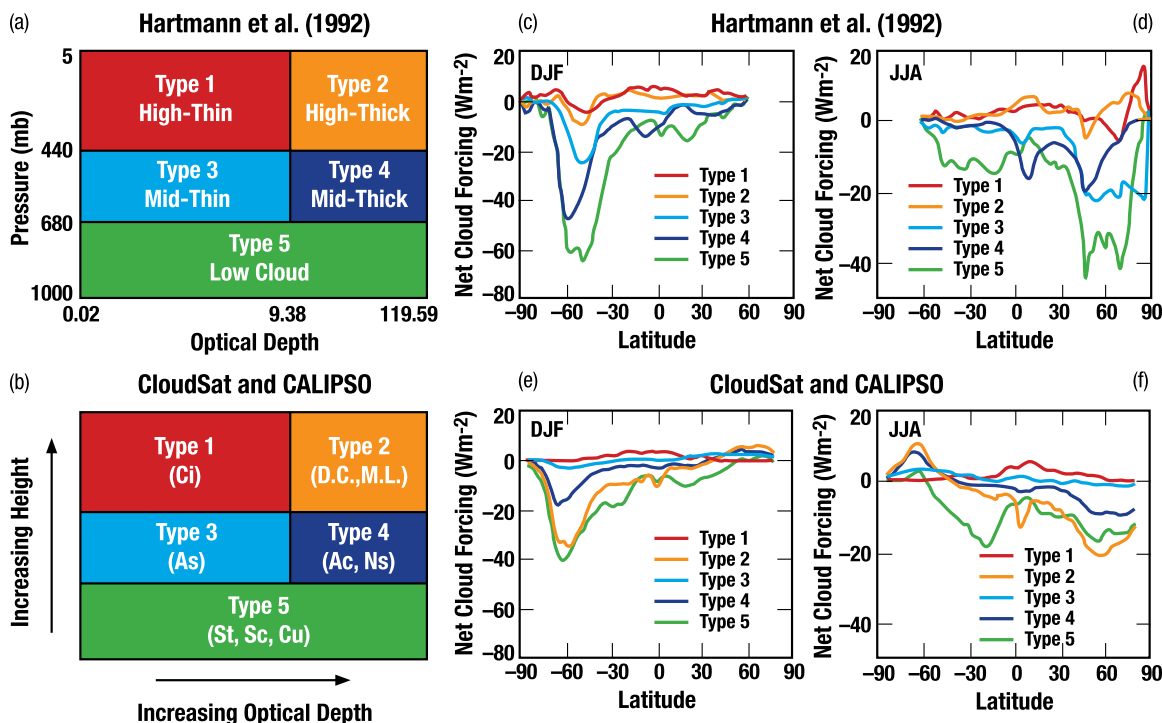 (a)
Hartmann et al. (1992)
5
440
680
1000
Pressure (mb)
Type 1
High-Thin
Type 2
High-Thick
Type 3
Mid-Thin
Type 4
Mid-Thick
Type 5
Low Cloud
0.02
9.38
119.59
Optical Depth
(b)
CloudSat and CALIPSO
Increasing Height
Type 1
(Ci)
Type 2
(D.C.,M.L.)
Type 3
(As)
Type 4
(Ac, Ns)
Type 5
(St, Sc, Cu)
Increasing Optical Depth
(c)
Hartmann et al. (1992)
(d)
Net Cloud Forcing (Wm-2)
20
0
−20
−40
−60
−80
DJF
Type 1
Type 2
Type 3
Type 4
Type 5
−90
−60
−30
0
30
60
90
Latitude
Net Cloud Forcing (Wm-2)
20
0
−20
−40
JJA
Type 1
Type 2
Type 3
Type 4
Type 5
−90
−60
−30
0
30
60
90
Latitude
(e)
CloudSat and CALIPSO
(f)
Net Cloud Forcing (Wm-2)
20
0
−20
−40
−60
−80
DJF
Type 1
Type 2
Type 3
Type 4
Type 5
−90
−60
−30
0
30
60
90
Latitude
Net Cloud Forcing (Wm-2)
20
0
−20
−40
JJA
Type 1
Type 2
Type 3
Type 4
Type 5
−90
−60
−30
0
30
60
90
Latitude